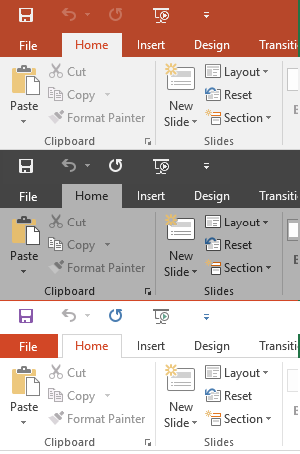 File Home Insert Design Transiti
Cut Layout
Copy Reset
Paste New
Format Painter Slide Section
Clipboard Slides
File Home Insert Design Transiti
Cut Layout
Copy Reset
Paste New
Format Painter Slide Section
Clipboard Slides
File Home Insert Design Transiti
Cut Layout
Copy Reset
Paste New
Format Painter Slide Section
Clipboard Slides